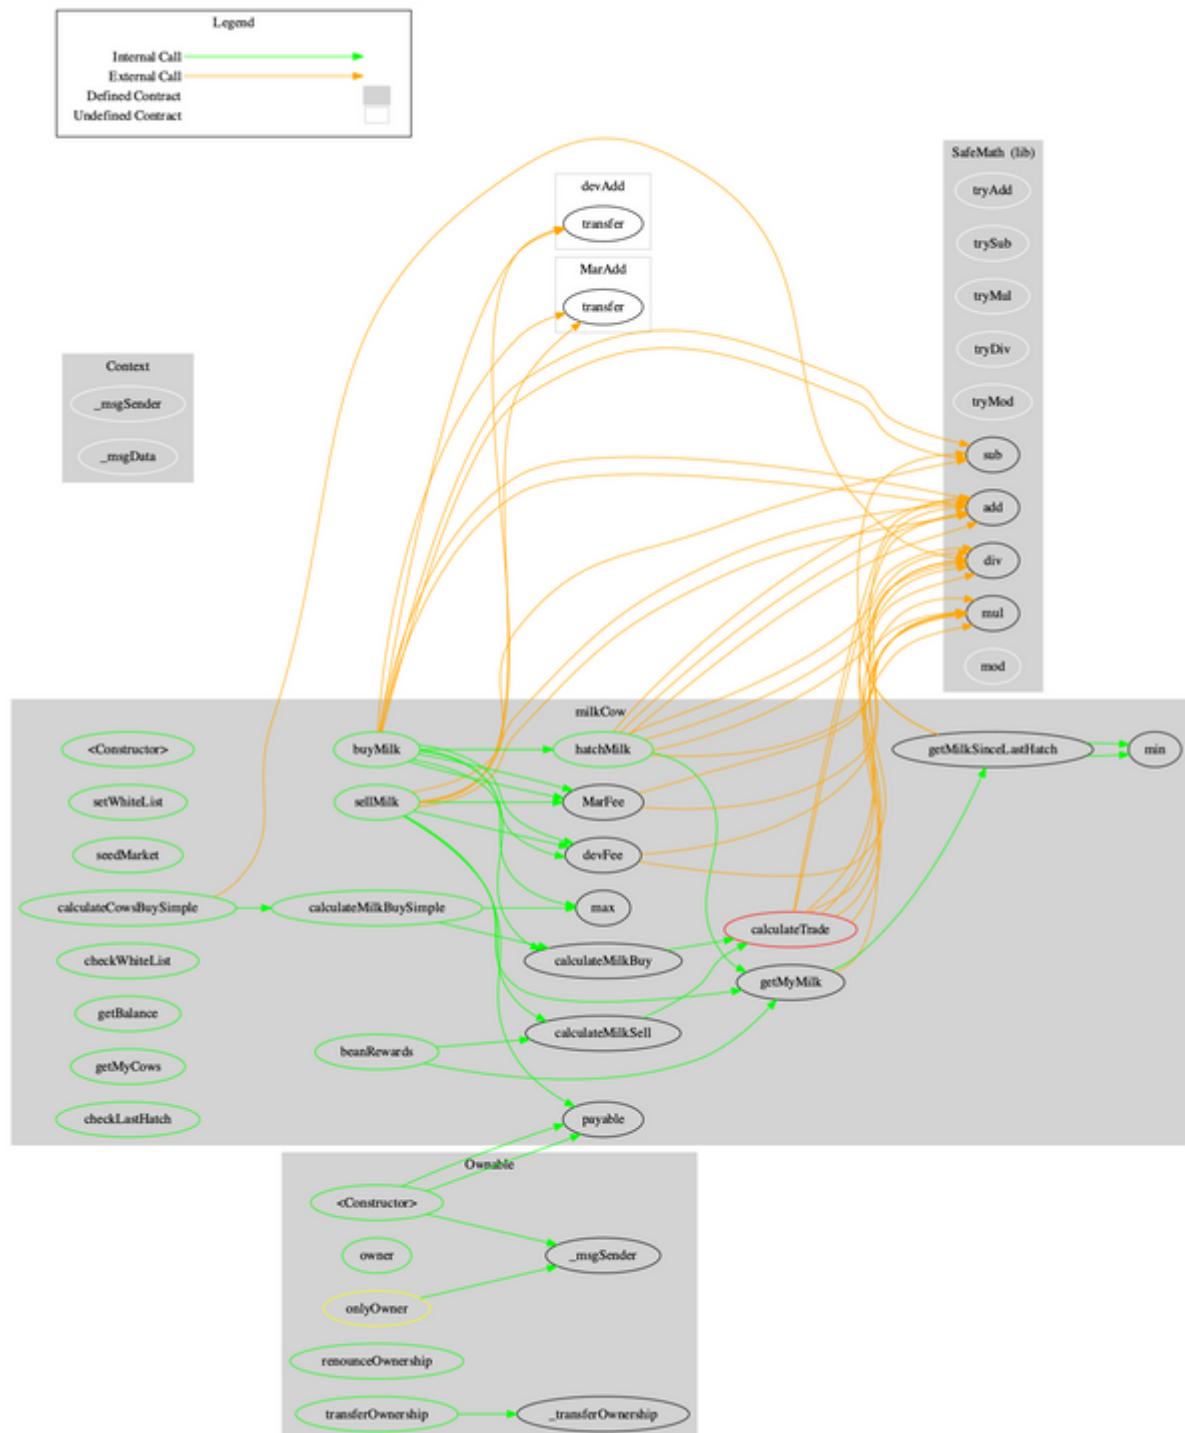 Legend
Internal Call
External Call
Defined Contract
Undefined Contract
devAdd
transfer
MarAdd
transfer
SafeMath (lib)
tryAdd
trySub
tryMul
tryDiv
tryMod
sub
add
div
mul
mod
Context
_msgSender
_msgData
milkCow
<Constructor>
setWhiteList
seedMarket
calculateCowsBuySimple
checkWhiteList
getBalance
getMyCows
checkLastHatch
buyMilk
sellMilk
calculateMilkBuySimple
beanRewards
hatchMilk
MarFee
devFee
max
calculateMilkBuy
calculateMilkSell
payable
calculateTrade
getMyMilk
getMilkSinceLastHatch
min
Ownable
<Constructor>
owner
onlyOwner
renounceOwnership
transferOwnership
_msgSender
_transferOwnership